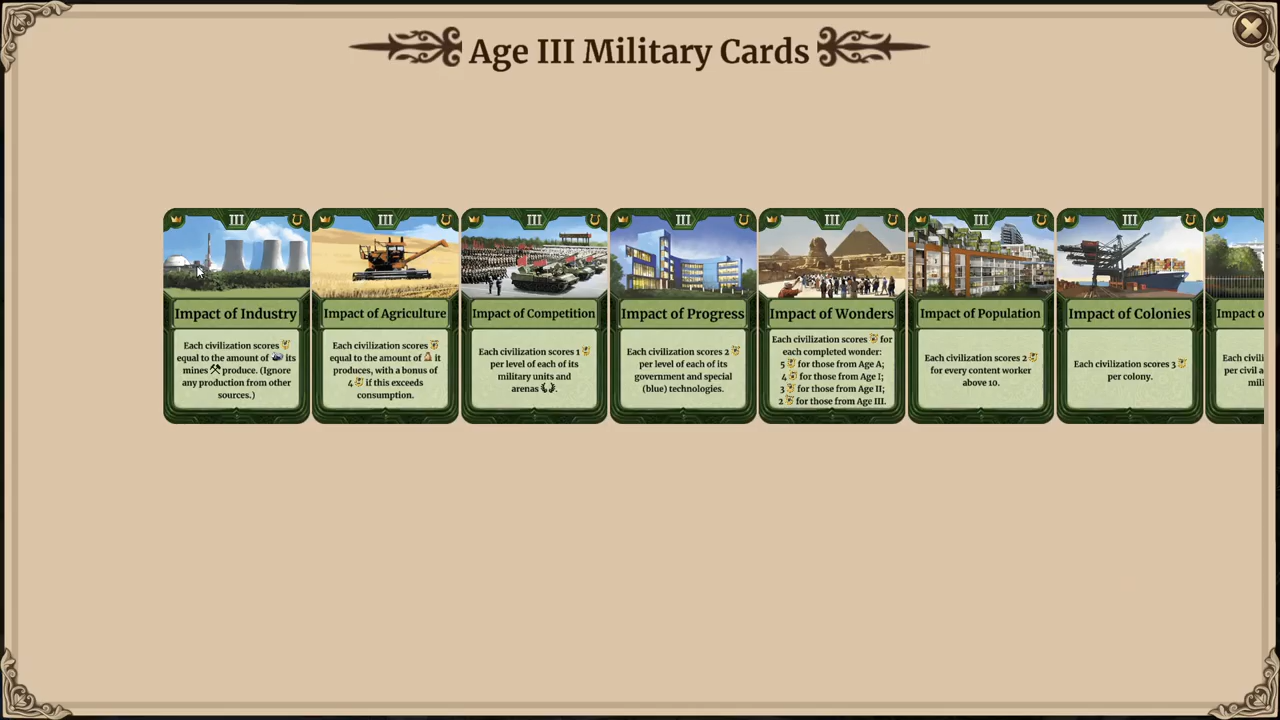 Age III Military Cards
III
Impact of Industry
Each civilization scores
equal to the amount of its
mines produce. (Ignore
any production from other
sources.)
III
Impact of Agriculture
Each civilization scores
equal to the amount of it
produces, with a bonus of
4 if this exceeds
consumption.
III
Impact of Competition
Each civilization scores 1
per level of each of its
military units and
arenas .
III
Impact of Progress
Each civilization scores 2
per level of each of its
government and special
(blue) technologies.
III
Impact of Wonders
Each civilization scores for
each completed wonder:
5 for those from Age A;
4 for those from Age I;
3 for those from Age II;
2 for those from Age III.
III
Impact of Population
Each civilization scores 2
for every content worker
above 10.
III
Impact of Colonies
Each civilization scores 3
per colony.
Impact o
Each civili
per civil a
mili